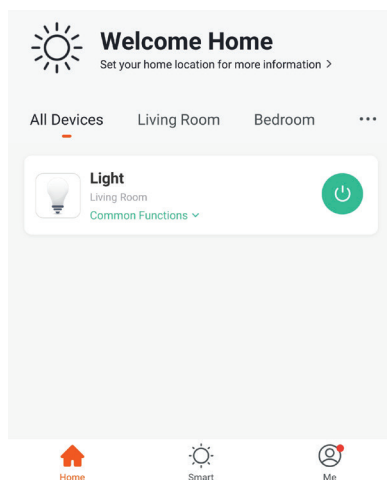 Welcome Home
Set your home location for more information >
All Devices Living Room Bedroom ...
Light
Living Room
Common Functions
Home Smart Me